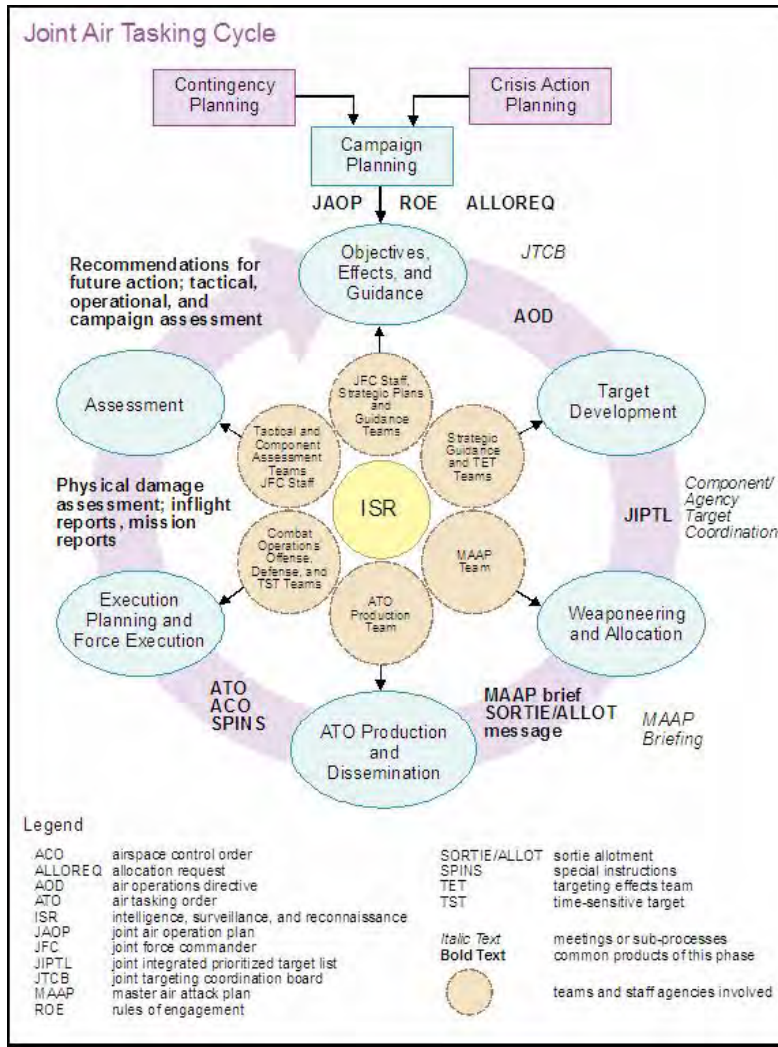 Joint Air Tasking Cycle
Contingency
Planning
Crisis Action
Planning
Campaign
Planning
JAOP
ROE
ALLOREQ
Objectives,
Effects, and
Guidance
JTCB
Recommendations for
future action; tactical,
operational, and
campaign assessment
AOD
JFC Staff,
Strategic Plans
and
Guidance
Teams
Assessment
Target
Development
Tactical and
Component
Assessment
Teams
JFC Staff
Strategic
Guidance
and TET
Teams
ISR
Physical damage
assessment; inflight
reports, mission
reports
JIPTL
Component/
Agency
Target
Coordination
Combat
Operations
Offense,
Defense, and
TST Teams
MAAP
Team
ATO
Production
Team
Execution
Planning and
Force Execution
Weaponeering
and Allocation
ATO
ACO
SPINS
MAAP brief
SORTIE/ALLOT
message
MAAP
Briefing
ATO Production
and
Dissemination
Legend
ACO airspace control order
ALLOREQ allocation request
AOD air operations directive
ATO air tasking order
ISR intelligence, surveillance, and reconnaissance
JAOP joint air operation plan
JFC joint force commander
JIPTL joint integrated prioritized target list
JTCB joint targeting coordination board
MAAP master air attack plan
ROE rules of engagement
SORTIE/ALLOT sortie allotment
SPINS special instructions
TET targeting effects team
TST time-sensitive target
Italic Text meetings or sub-processes
Bold Text common products of this phase
teams and staff agencies involved